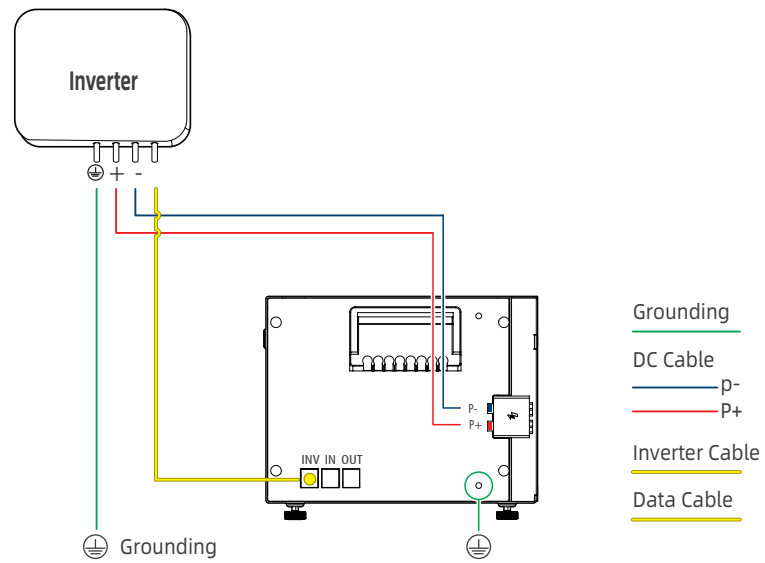 Inverter
+ -
Grounding
DC Cable
p-
P+
P-
P+
INV IN OUT
Inverter Cable
Data Cable
Grounding